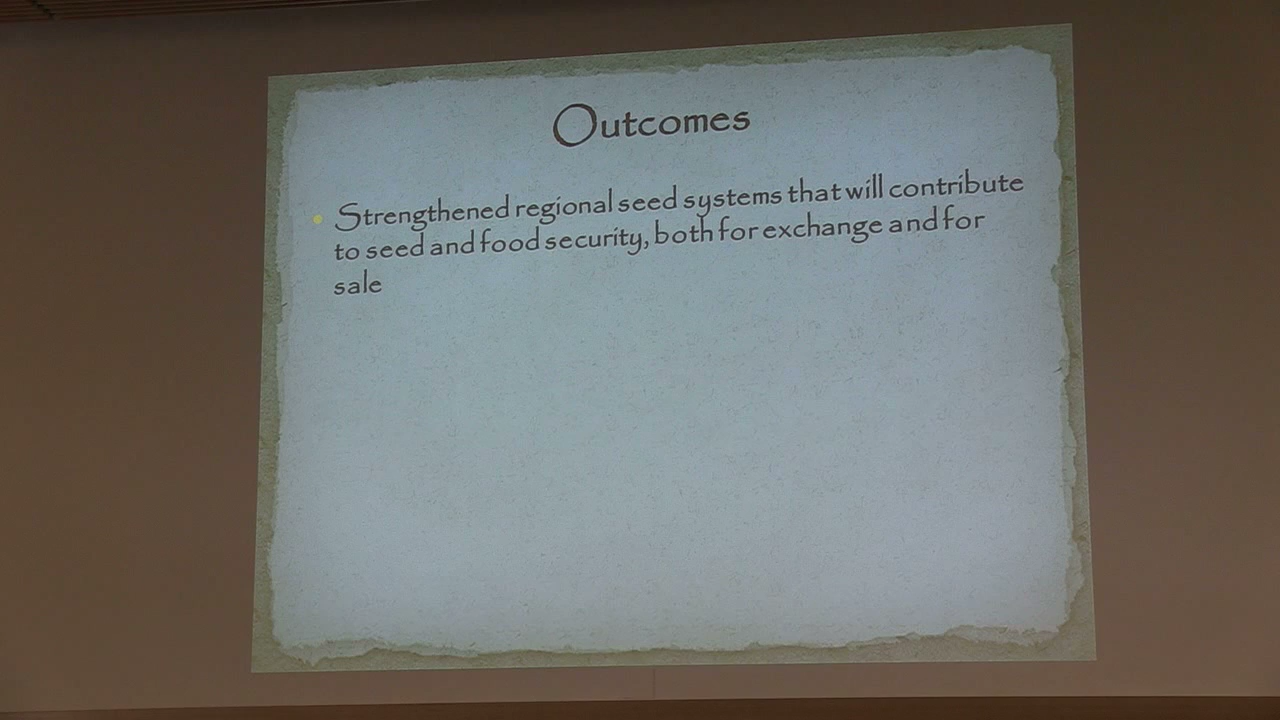 Outcomes
• Strengthened regional seed systems that will contribute
to seed and food security, both for exchange and for
sale